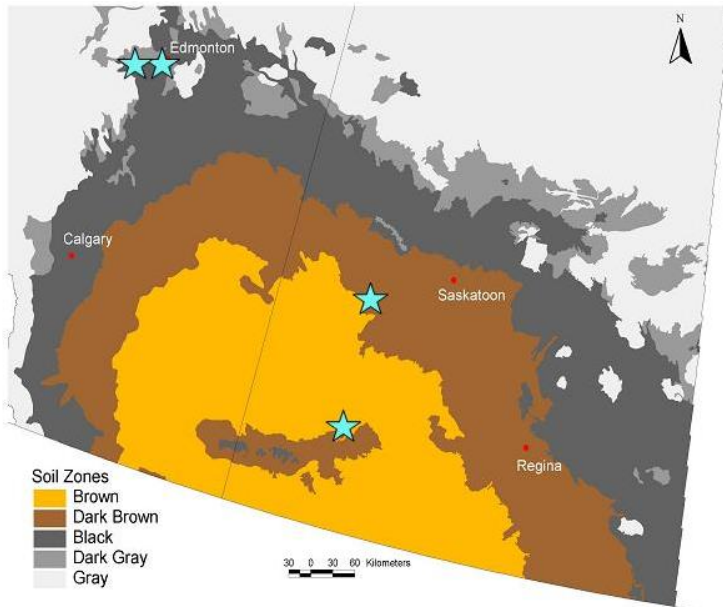 N
Edmonton
Calgary
Saskatoon
Regina
Soil Zones
Brown
Dark Brown
Black
Dark Gray
Gray
30 0 30 60 Kilometers